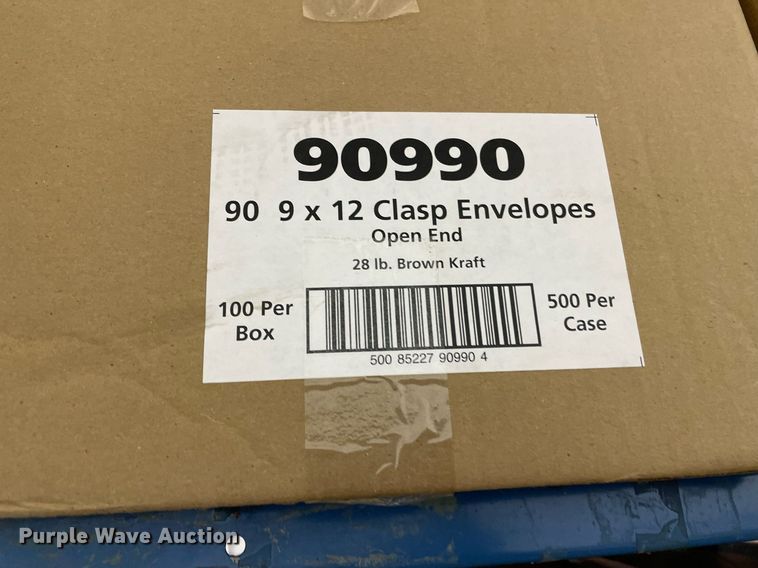 90990
90 9 x 12 Clasp Envelopes
Open End
28 lb. Brown Kraft
100 Per
Box
500 Per
Case
500 85227 90990 4
Purple Wave Auction